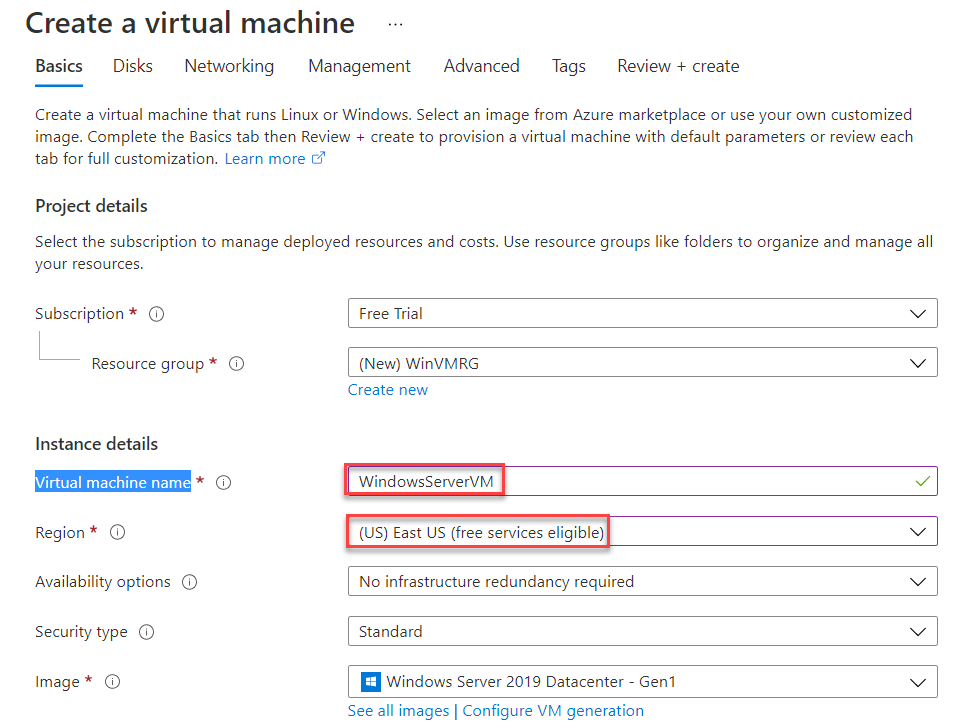 Create a virtual machine ...
Basics Disks Networking Management Advanced Tags Review + create
Create a virtual machine that runs Linux or Windows. Select an image from Azure marketplace or use your own customized
image. Complete the Basics tab then Review + create to provision a virtual machine with default parameters or review each
tab for full customization. Learn more
Project details
Select the subscription to manage deployed resources and costs. Use resource groups like folders to organize and manage all
your resources.
Subscription * Free Trial
Resource group * (New) WinVMRG
Create new
Instance details
Virtual machine name * WindowsServerVM
Region * (US) East US (free services eligible)
Availability options No infrastructure redundancy required
Security type Standard
Image * Windows Server 2019 Datacenter - Gen1
See all images | Configure VM generation